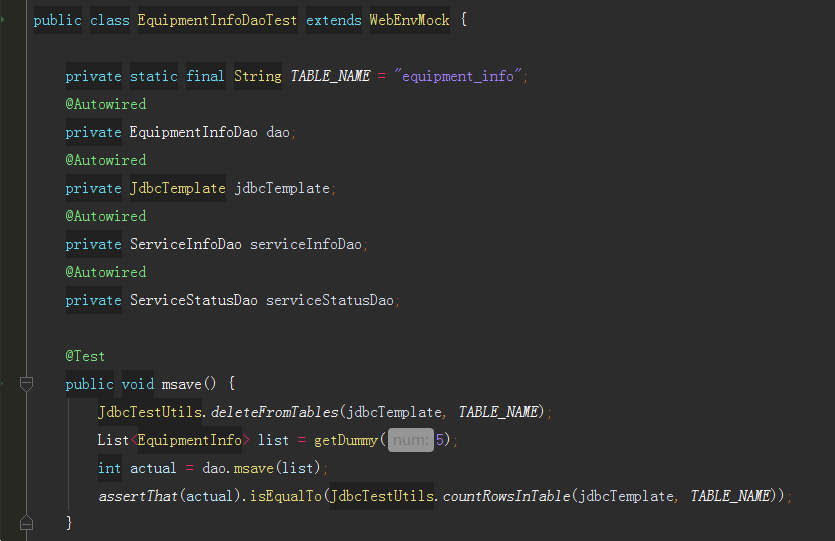 public class EquipmentInfoDaoTest extends WebEnvMock {
private static final String TABLE_NAME = "equipment_info";
@Autowired
private EquipmentInfoDao dao;
@Autowired
private JdbcTemplate jdbcTemplate;
@Autowired
private ServiceInfoDao serviceInfoDao;
@Autowired
private ServiceStatusDao serviceStatusDao;
@Test
public void msave() {
JdbcTestUtils.deleteFromTables(jdbcTemplate, TABLE_NAME);
List<EquipmentInfo> list = getDummy( num: 5);
int actual = dao.msave(list);
assertThat(actual).isEqualTo(JdbcTestUtils.countRowsInTable(jdbcTemplate, TABLE_NAME));
}